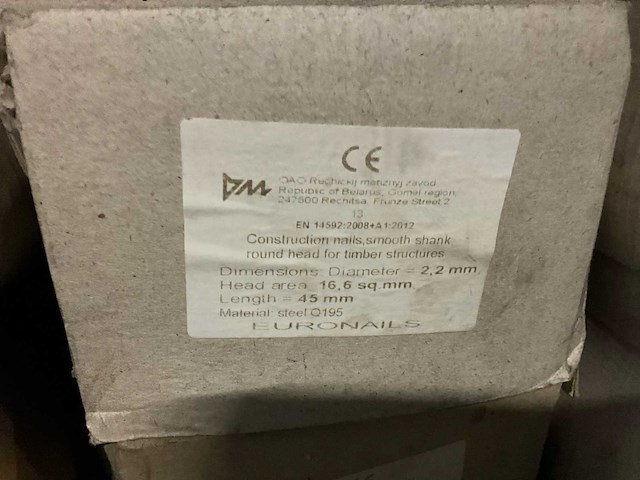 CE
OAO Rechickij metiznyj zavod
Republic of Belarus, Gomel region,
247500 Rechitsa, Frunze Street,2
13
EN 14592:2008+A1:2012
Construction nails,smooth shank
round head for timber structures
Dimensions: Diameter = 2,2 mm,
Head area 16,6 sq.mm,
Length = 45 mm
Material: steel Q195
EURONAILS